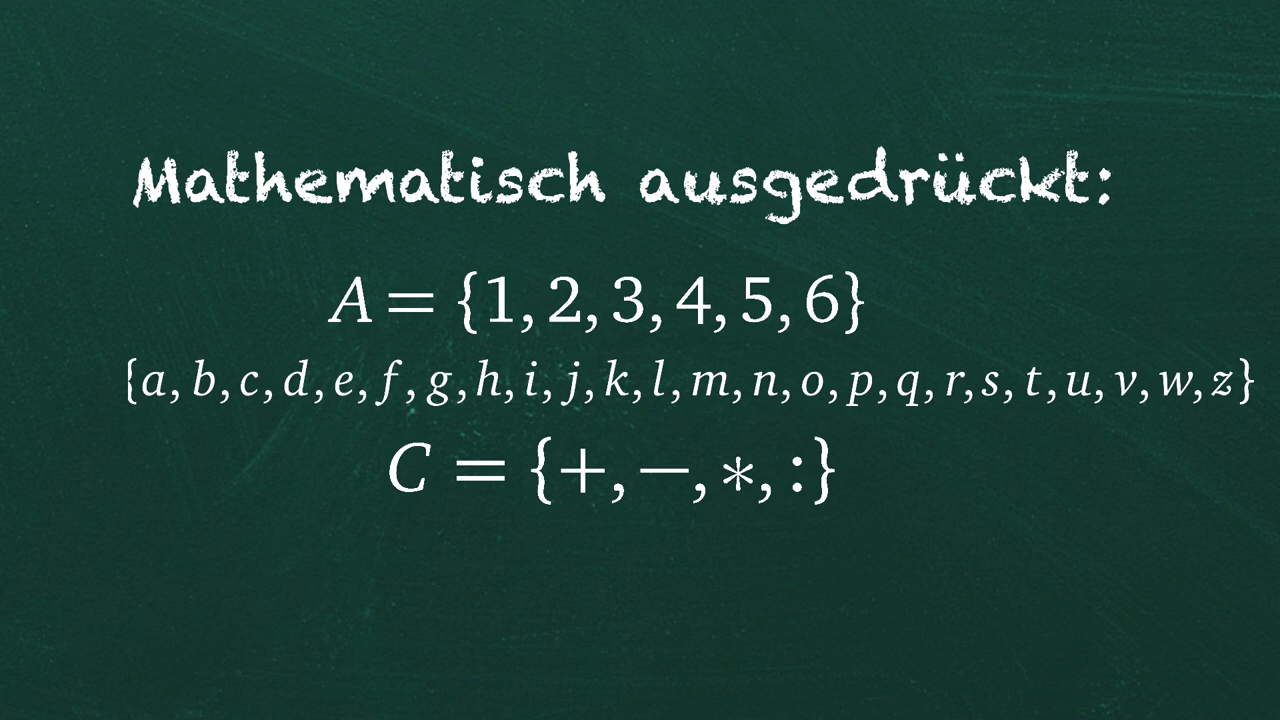 Mathematisch ausgedrückt:
A = {1, 2, 3, 4, 5, 6}
{a, b, c, d, e, f, g, h, i, j, k, l, m, n, o, p, q, r, s, t, u, v, w, z}
C = {+, −, *, :}